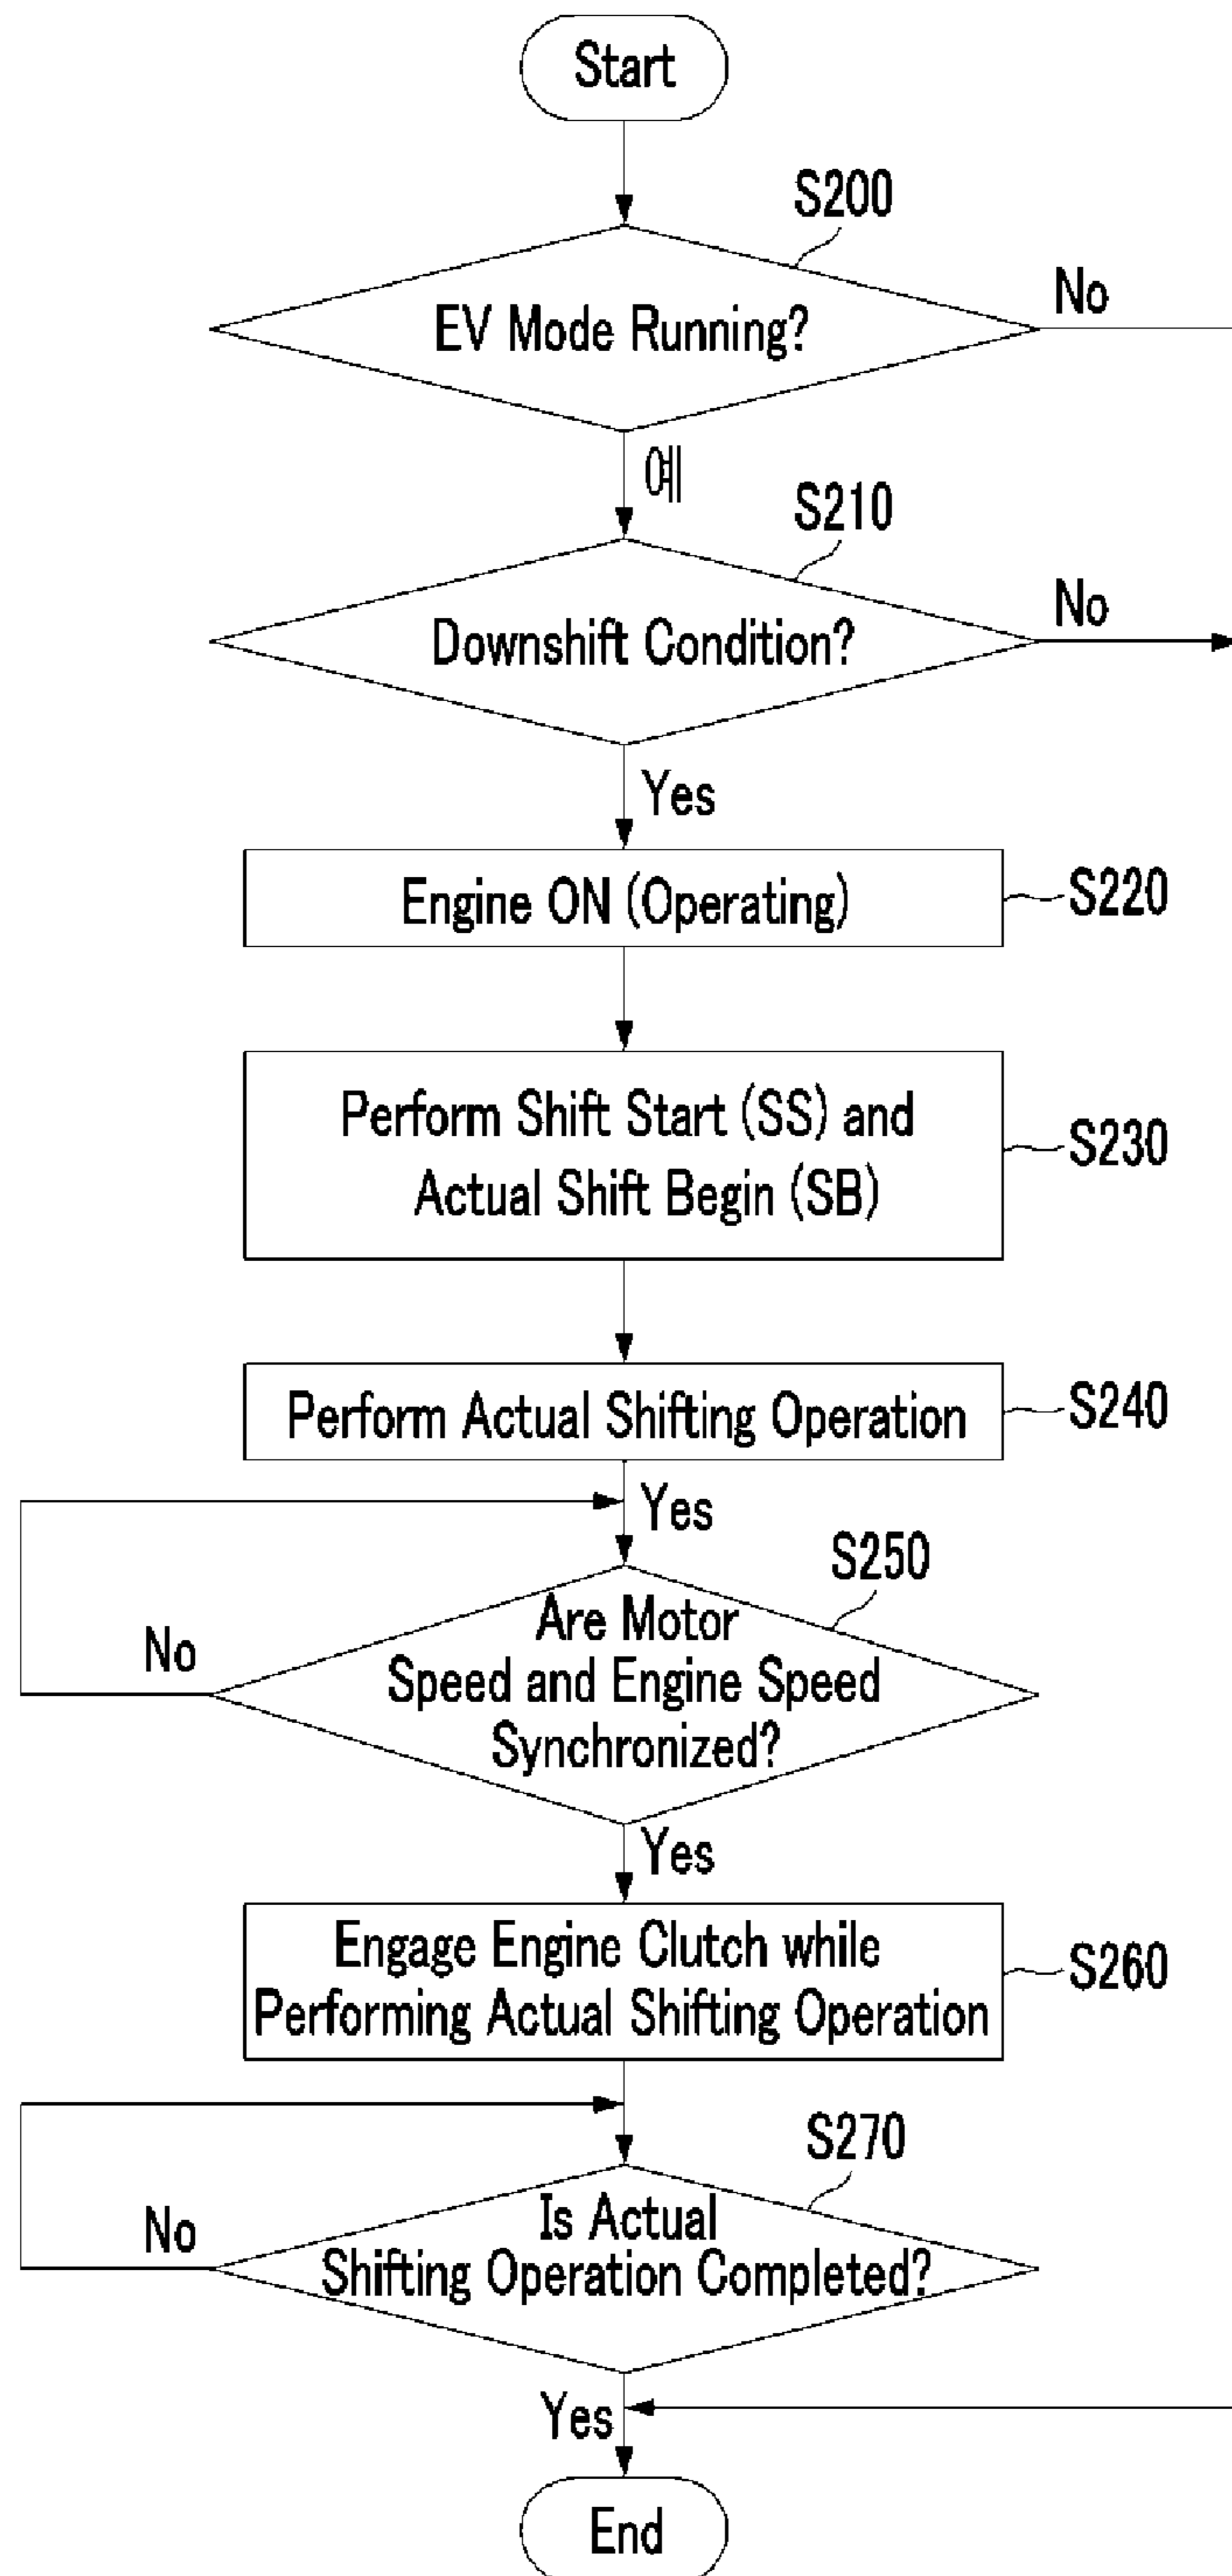 Start
S200
EV Mode Running?
No
예
S210
Downshift Condition?
No
Yes
Engine ON (Operating)
S220
Perform Shift Start (SS) and
Actual Shift Begin (SB)
S230
Perform Actual Shifting Operation
S240
Yes
S250
Are Motor
Speed and Engine Speed
Synchronized?
No
Yes
Engage Engine Clutch while
Performing Actual Shifting Operation
S260
S270
Is Actual
Shifting Operation Completed?
No
Yes
End